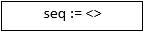 seq := <>